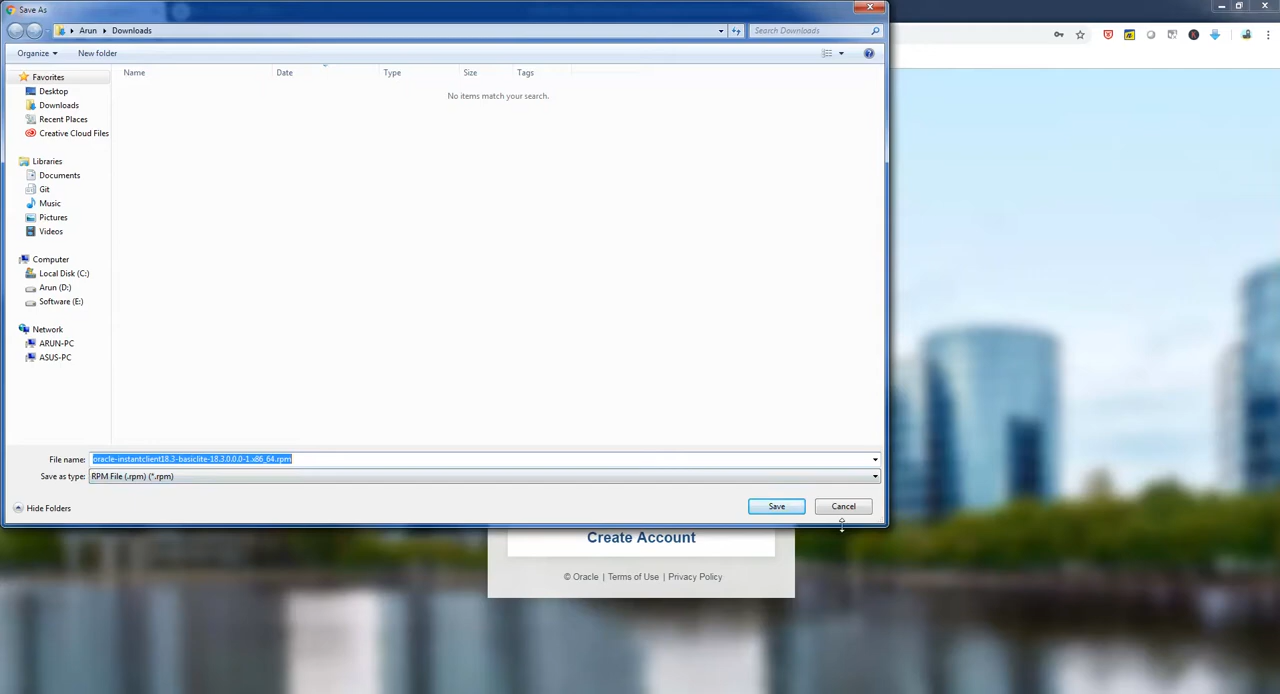 Save As
Arun
Downloads
Search Downloads
Organize
New folder
Name
Date
Type
Size
Tags
No items match your search.
Favorites
Desktop
Downloads
Recent Places
Creative Cloud Files
Libraries
Documents
Git
Music
Pictures
Videos
Computer
Local Disk (C:)
Arun (D:)
Software (E:)
Network
ARUN-PC
ASUS-PC
File name: oracle-instantclient18.3-basiclite-18.3.0.0.0-1.x86_64.rpm
Save as type: RPM File (.rpm) (*.rpm)
Hide Folders
Save
Cancel
Create Account
© Oracle | Terms of Use | Privacy Policy